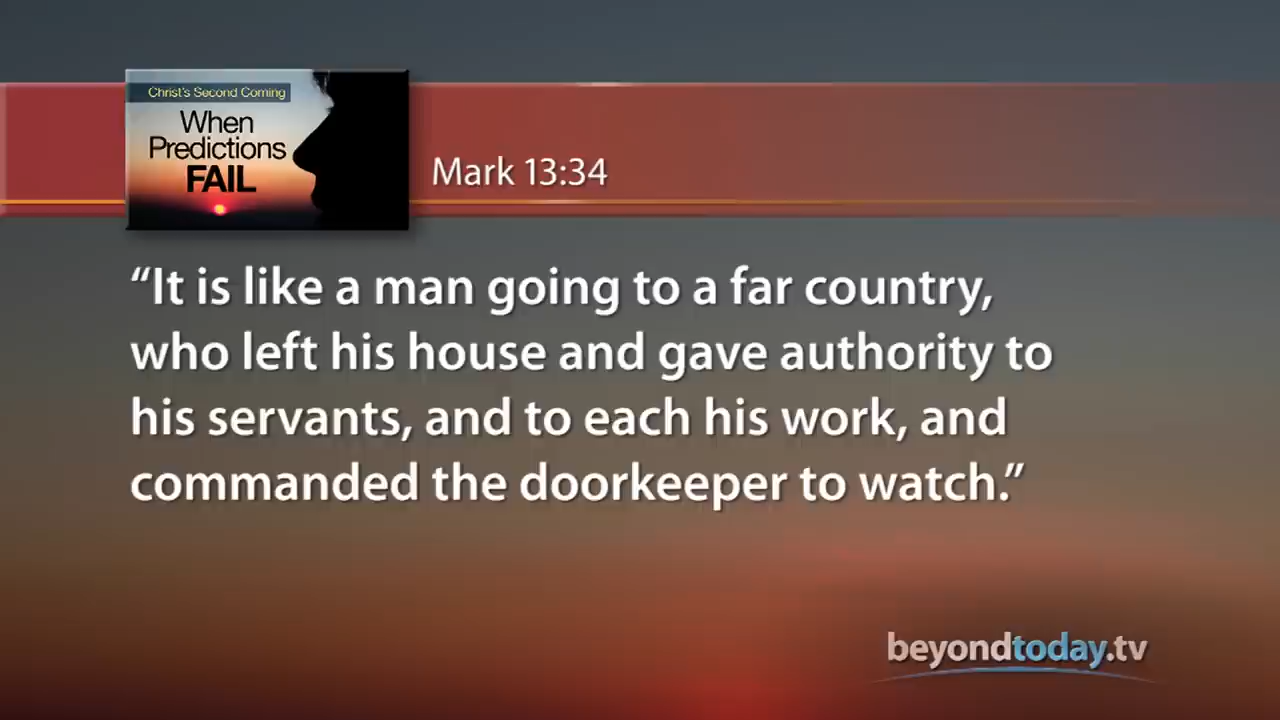 Christ's Second Coming
When
Predictions
FAIL
Mark 13:34
“It is like a man going to a far country,
who left his house and gave authority to
his servants, and to each his work, and
commanded the doorkeeper to watch.”
beyondtoday.tv